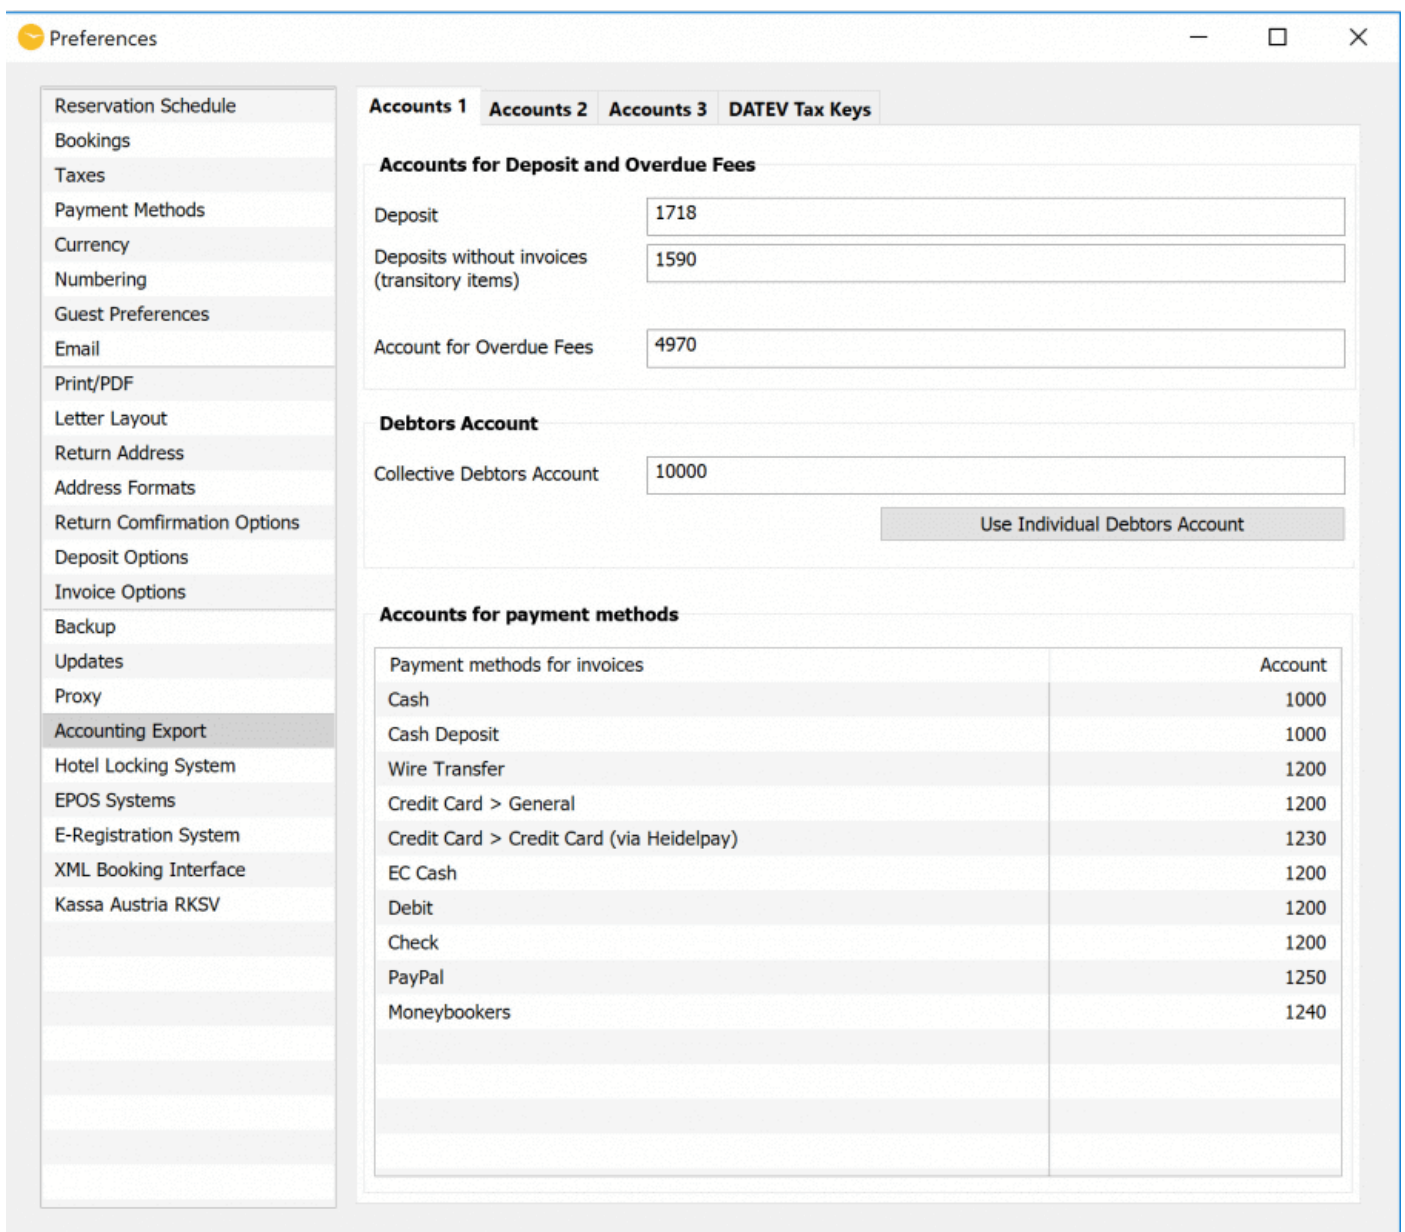 Preferences
Reservation Schedule
Bookings
Taxes
Payment Methods
Currency
Numbering
Guest Preferences
Email
Print/PDF
Letter Layout
Return Address
Address Formats
Return Comfirmation Options
Deposit Options
Invoice Options
Backup
Updates
Proxy
Accounting Export
Hotel Locking System
EPOS Systems
E-Registration System
XML Booking Interface
Kassa Austria RKSV
Accounts 1 Accounts 2 Accounts 3 DATEV Tax Keys
Accounts for Deposit and Overdue Fees
Deposit 1718
Deposits without invoices 1590
(transitory items)
Account for Overdue Fees 4970
Debtors Account
Collective Debtors Account 10000
Use Individual Debtors Account
Accounts for payment methods
Payment methods for invoices Account
Cash 1000
Cash Deposit 1000
Wire Transfer 1200
Credit Card > General 1200
Credit Card > Credit Card (via Heidelpay) 1230
EC Cash 1200
Debit 1200
Check 1200
PayPal 1250
Moneybookers 1240